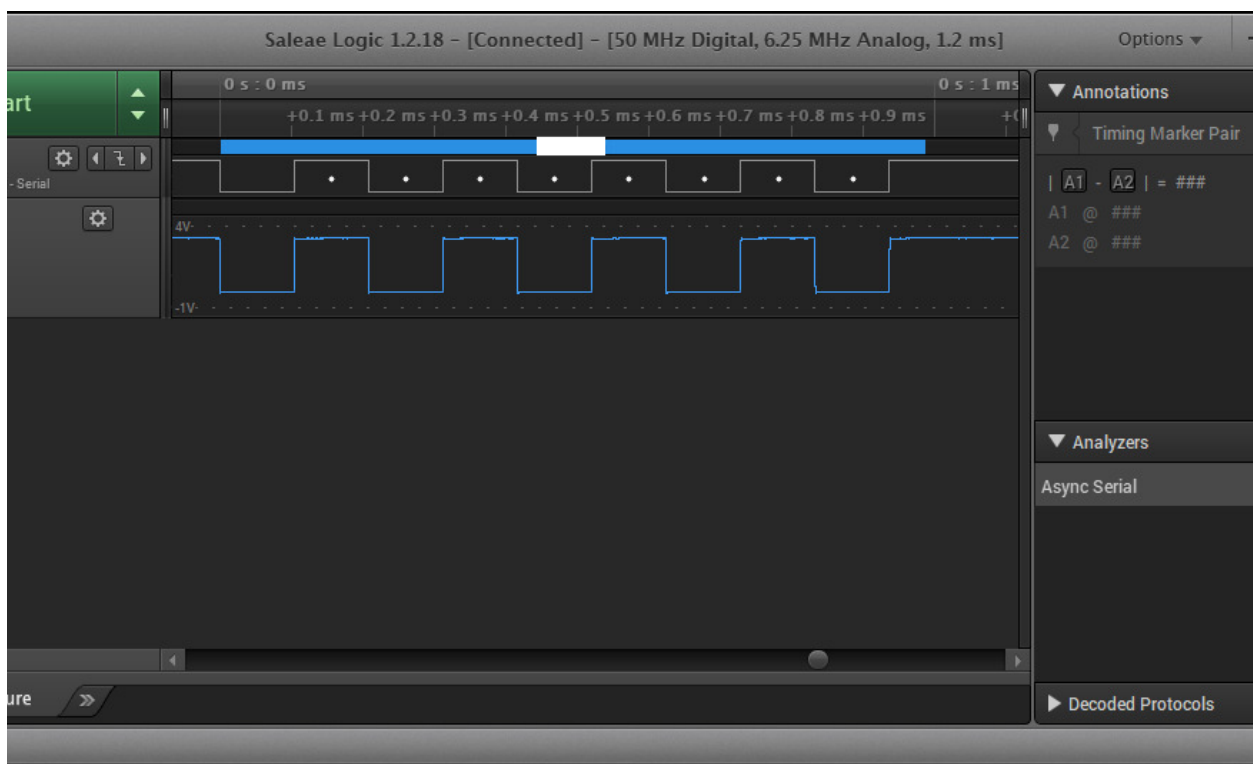 Saleae Logic 1.2.18 – [Connected] – [50 MHz Digital, 6.25 MHz Analog, 1.2 ms]
Options
art
0 s : 0 ms
0 s : 1 ms
+0.1 ms +0.2 ms +0.3 ms +0.4 ms +0.5 ms +0.6 ms +0.7 ms +0.8 ms +0.9 ms
- Serial
4V
-1V
Annotations
Timing Marker Pair
| A1 - A2 | = ###
A1 @ ###
A2 @ ###
Analyzers
Async Serial
Decoded Protocols
ure